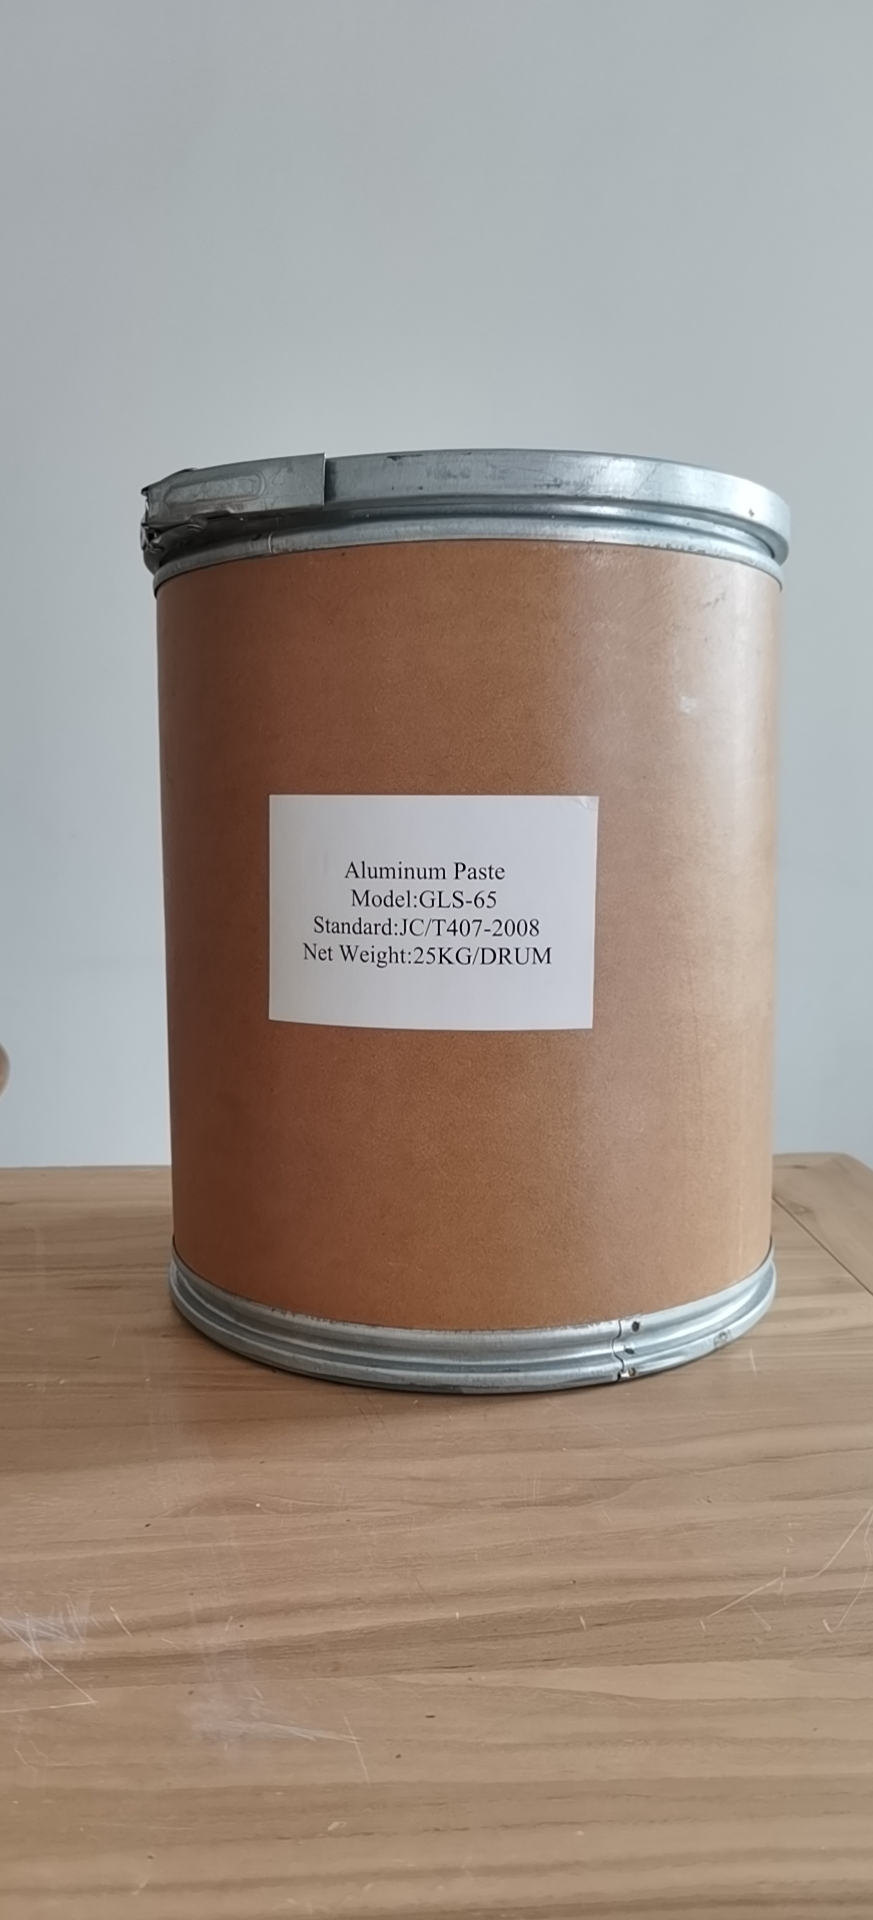 Aluminum Paste
Model:GLS-65
Standard:JC/T407-2008
Net Weight:25KG/DRUM